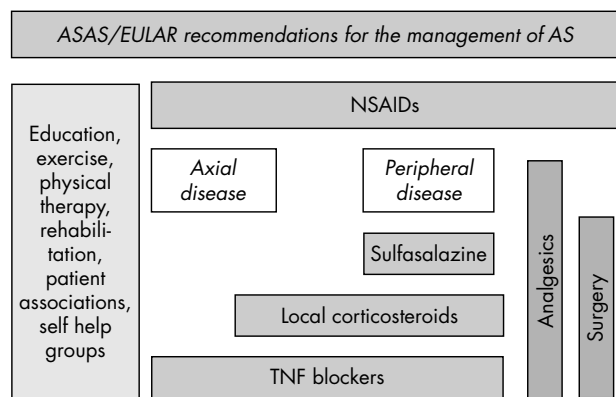 ASAS/EULAR recommendations for the management of AS
Education,
exercise,
physical
therapy,
rehabili-
tation,
patient
associations,
self help
groups
NSAIDs
Axial
disease
Peripheral
disease
Sulfasalazine
Local corticosteroids
TNF blockers
Analgesics
Surgery